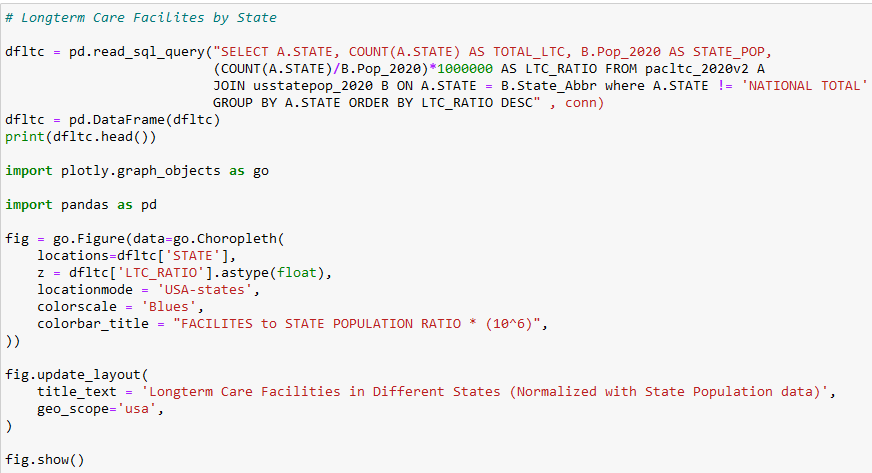 # Longterm Care Facilites by State
dfltc = pd.read_sql_query("SELECT A.STATE, COUNT(A.STATE) AS TOTAL_LTC, B.Pop_2020 AS STATE_POP,
(COUNT(A.STATE)/B.Pop_2020)*1000000 AS LTC_RATIO FROM pacltc_2020v2 A
JOIN usstatepop_2020 B ON A.STATE = B.State_Abbr where A.STATE != 'NATIONAL TOTAL'
GROUP BY A.STATE ORDER BY LTC_RATIO DESC" , conn)
dfltc = pd.DataFrame(dfltc)
print(dfltc.head())
import plotly.graph_objects as go
import pandas as pd
fig = go.Figure(data=go.Choropleth(
locations=dfltc['STATE'],
z = dfltc['LTC_RATIO'].astype(float),
locationmode = 'USA-states',
colorscale = 'Blues',
colorbar_title = "FACILITES to STATE POPULATION RATIO * (10^6)",
))
fig.update_layout(
title_text = 'Longterm Care Facilities in Different States (Normalized with State Population data)',
geo_scope='usa',
)
fig.show()